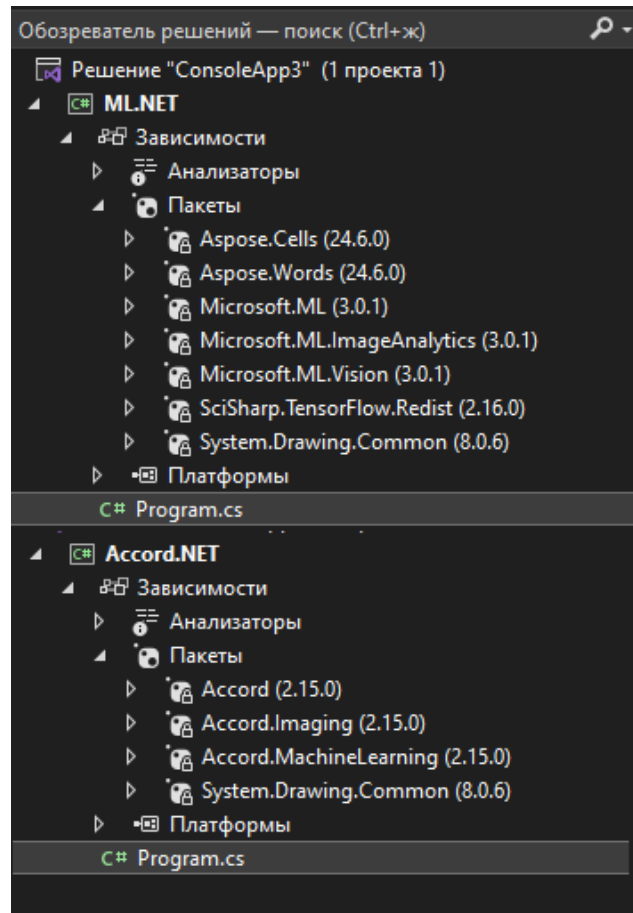 Обозреватель решений — поиск (Ctrl+ж)
Решение "ConsoleApp3" (1 проекта 1)
C# ML.NET
Зависимости
Анализаторы
Пакеты
Aspose.Cells (24.6.0)
Aspose.Words (24.6.0)
Microsoft.ML (3.0.1)
Microsoft.ML.ImageAnalytics (3.0.1)
Microsoft.ML.Vision (3.0.1)
SciSharp.TensorFlow.Redist (2.16.0)
System.Drawing.Common (8.0.6)
Платформы
C# Program.cs
C# Accord.NET
Зависимости
Анализаторы
Пакеты
Accord (2.15.0)
Accord.Imaging (2.15.0)
Accord.MachineLearning (2.15.0)
System.Drawing.Common (8.0.6)
Платформы
C# Program.cs